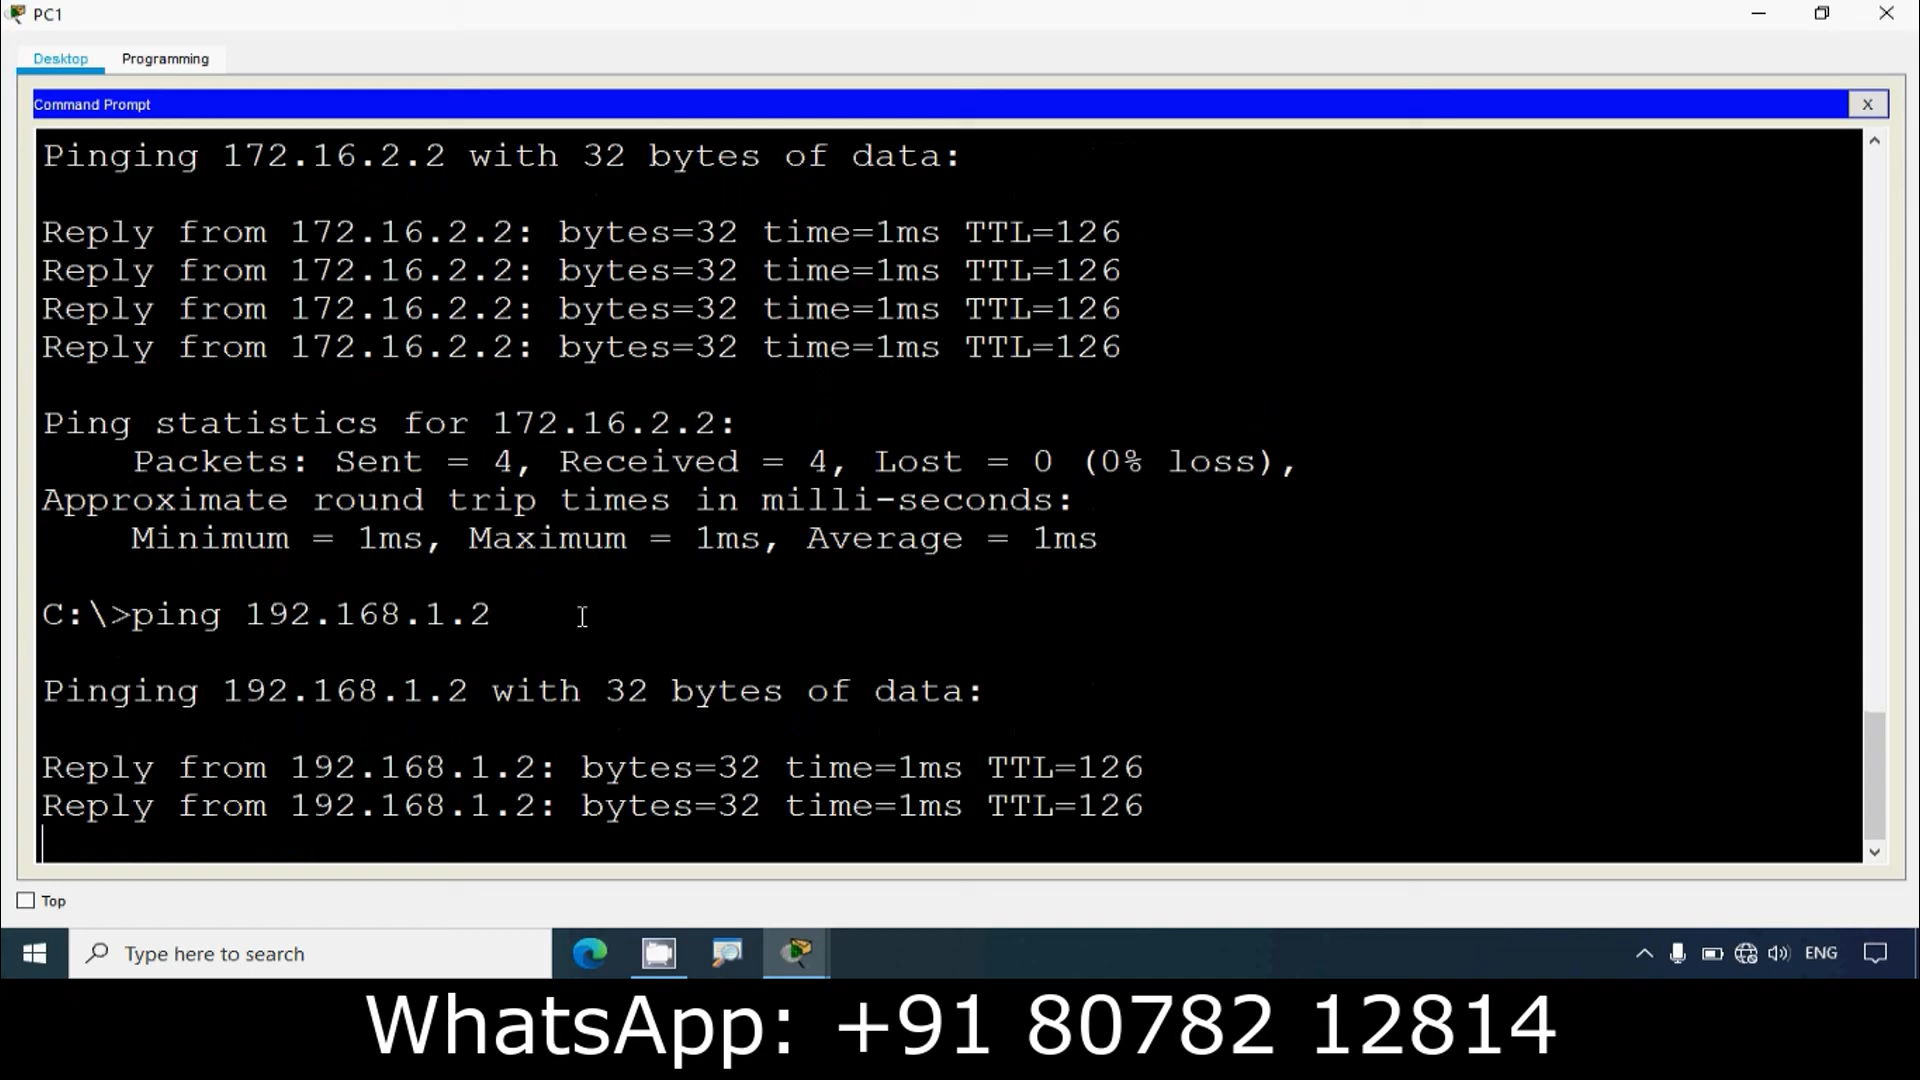 PC1
Desktop Programming
Command Prompt X
Pinging 172.16.2.2 with 32 bytes of data:
Reply from 172.16.2.2: bytes=32 time=1ms TTL=126
Reply from 172.16.2.2: bytes=32 time=1ms TTL=126
Reply from 172.16.2.2: bytes=32 time=1ms TTL=126
Reply from 172.16.2.2: bytes=32 time=1ms TTL=126
Ping statistics for 172.16.2.2:
Packets: Sent = 4, Received = 4, Lost = 0 (0% loss),
Approximate round trip times in milli-seconds:
Minimum = 1ms, Maximum = 1ms, Average = 1ms
C:\>ping 192.168.1.2
Pinging 192.168.1.2 with 32 bytes of data:
Reply from 192.168.1.2: bytes=32 time=1ms TTL=126
Reply from 192.168.1.2: bytes=32 time=1ms TTL=126
Top
Type here to search ENG
WhatsApp: +91 80782 12814